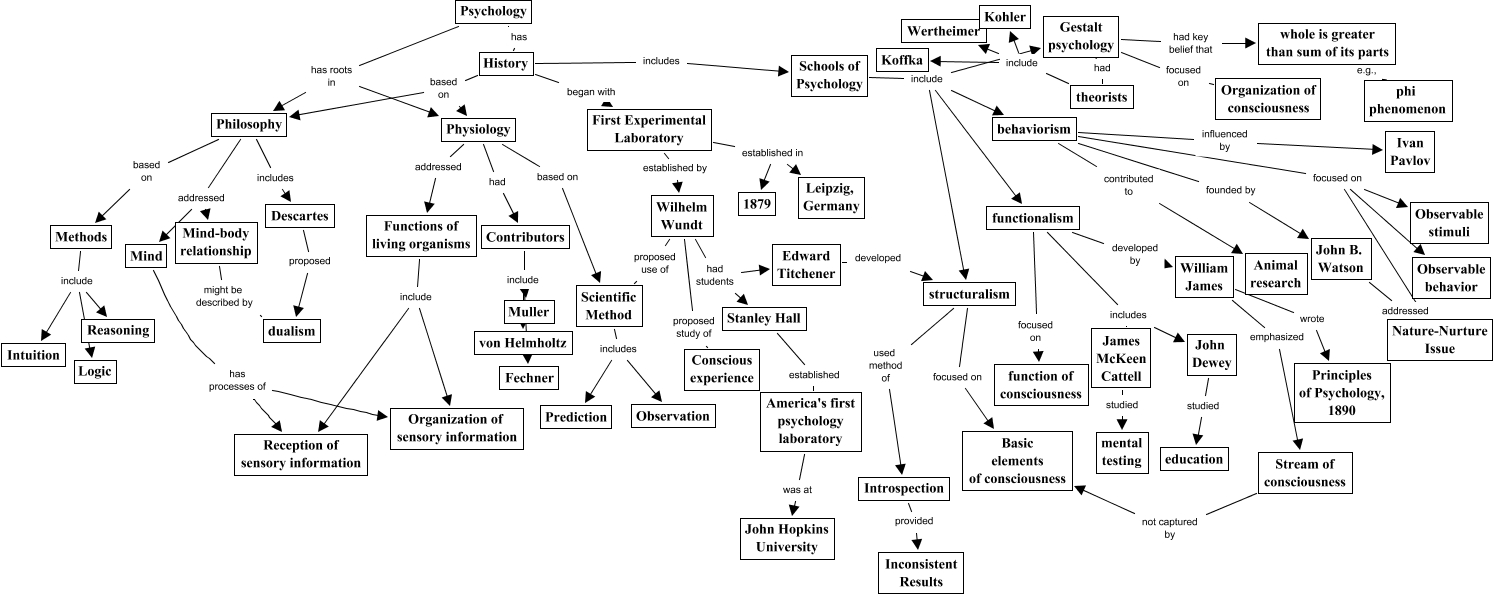 Psychology
has
has roots
in
History
based
on
includes
began with
Schools of
Psychology
include
Wertheimer
Kohler
Koffka
include
Gestalt
psychology
had
theorists
had key
belief that
whole is greater
than sum of its parts
focused
on
Organization of
consciousness
e.g.,
phi
phenomenon
Philosophy
Physiology
First Experimental
Laboratory
behaviorism
influenced
by
Ivan
Pavlov
based
on
addressed
includes
addressed
had
based on
established by
established in
1879
Leipzig,
Germany
contributed
to
founded by
focused on
Methods
Mind
Mind-body
relationship
Descartes
Functions of
living organisms
Contributors
Wilhelm
Wundt
functionalism
Observable
stimuli
include
might be
described by
proposed
include
include
proposed
use of
had
students
proposed
study of
Edward
Titchener
developed
structuralism
developed
by
William
James
Animal
research
John B.
Watson
Observable
behavior
addressed
Nature-Nurture
Issue
Intuition
Reasoning
Logic
dualism
has
processes of
Muller
von Helmholtz
Fechner
Scientific
Method
includes
Prediction
Observation
Stanley Hall
Conscious
experience
established
America's first
psychology
laboratory
was at
John Hopkins
University
used
method
of
focused on
focused
on
function of
consciousness
includes
James
McKeen
Cattell
John
Dewey
emphasized
wrote
Principles
of Psychology,
1890
studied
studied
mental
testing
education
Reception of
sensory information
Organization of
sensory information
Introspection
provided
Inconsistent
Results
Basic
elements
of consciousness
Stream of
consciousness
not captured
by